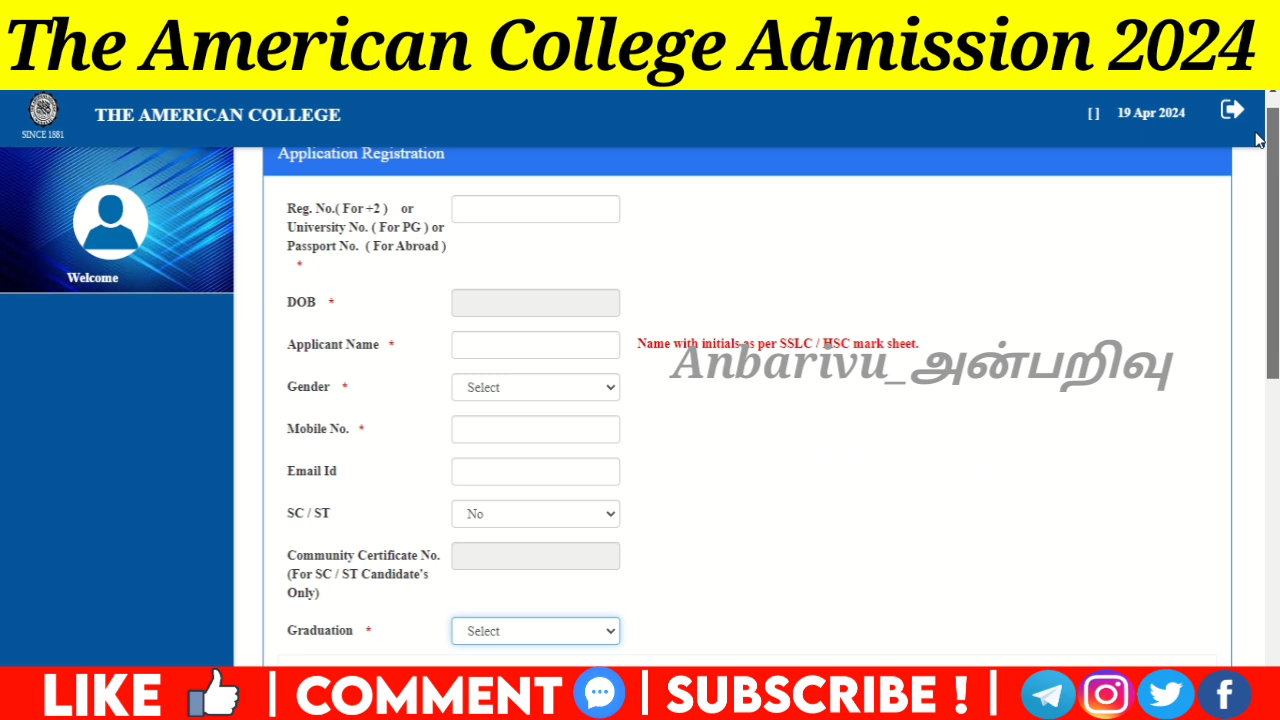 The American College Admission 2024
SINCE 1881
THE AMERICAN COLLEGE
[ ] 19 Apr 2024
Welcome
Application Registration
Reg. No.( For +2 ) or
University No. ( For PG ) or
Passport No. ( For Abroad )
*
DOB *
Applicant Name *
Name with initials as per SSLC / HSC mark sheet.
Anbarivu_அன்பறிவு
Gender *
Select
Mobile No. *
Email Id
SC / ST
No
Community Certificate No.
(For SC / ST Candidate's
Only)
Graduation *
Select
LIKE | COMMENT | SUBSCRIBE ! |